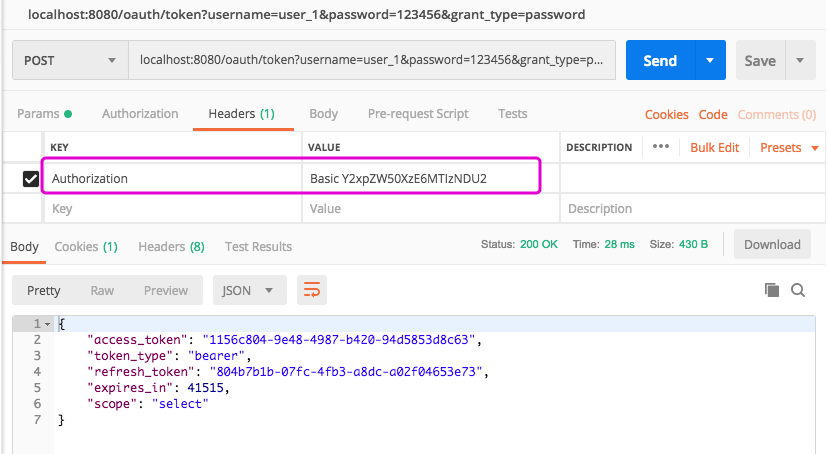 localhost:8080/oauth/token?username=user_1&password=123456&grant_type=password
POST localhost:8080/oauth/token?username=user_1&password=123456&grant_type=p... Send Save
Params Authorization Headers (1) Body Pre-request Script Tests Cookies Code Comments (0)
KEY VALUE DESCRIPTION ••• Bulk Edit Presets
Authorization Basic Y2xpZW50XzE6MTIzNDU2
Key Value Description
Body Cookies (1) Headers (8) Test Results Status: 200 OK Time: 28 ms Size: 430 B Download
Pretty Raw Preview JSON
1 {
2 "access_token": "1156c804-9e48-4987-b420-94d5853d8c63",
3 "token_type": "bearer",
4 "refresh_token": "804b7b1b-07fc-4fb3-a8dc-a02f04653e73",
5 "expires_in": 41515,
6 "scope": "select"
7 }